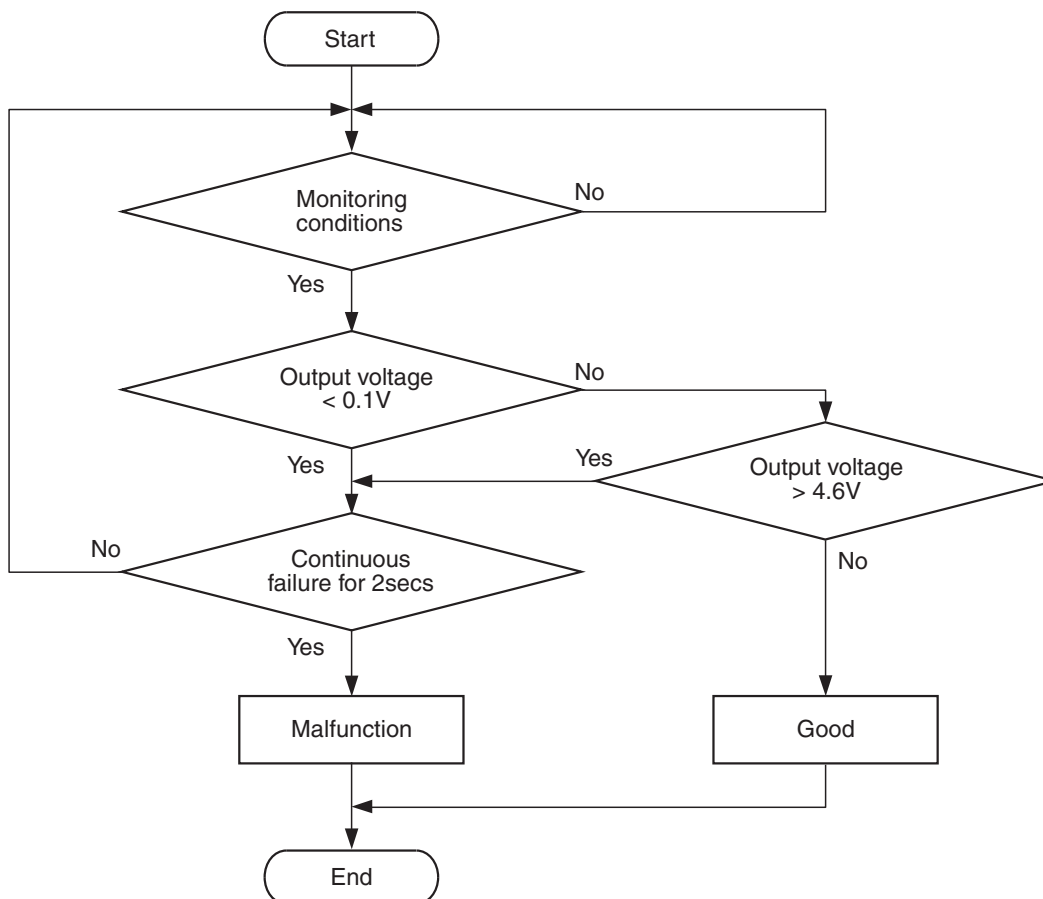 Start
Monitoring
conditions
No
Yes
Output voltage
< 0.1V
No
Yes
Yes
Output voltage
> 4.6V
No
Continuous
failure for 2secs
No
Yes
Malfunction
Good
End